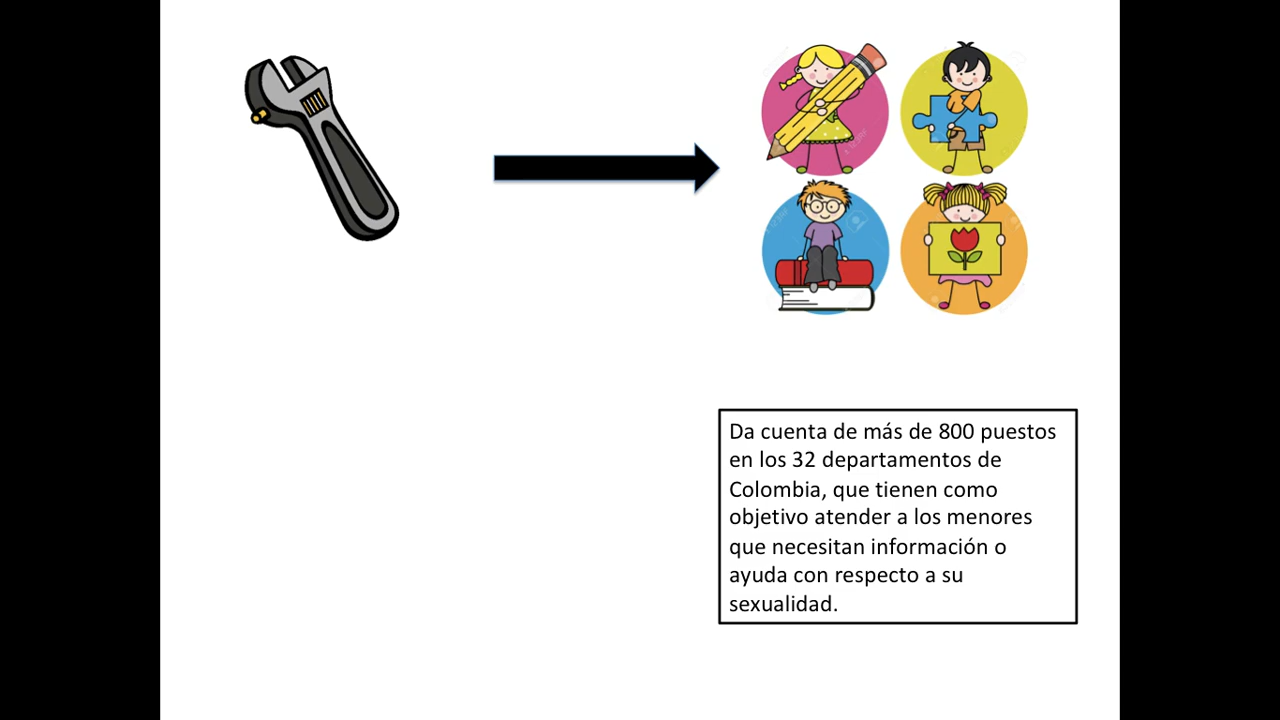 Da cuenta de más de 800 puestos
en los 32 departamentos de
Colombia, que tienen como
objetivo atender a los menores
que necesitan información o
ayuda con respecto a su
sexualidad.